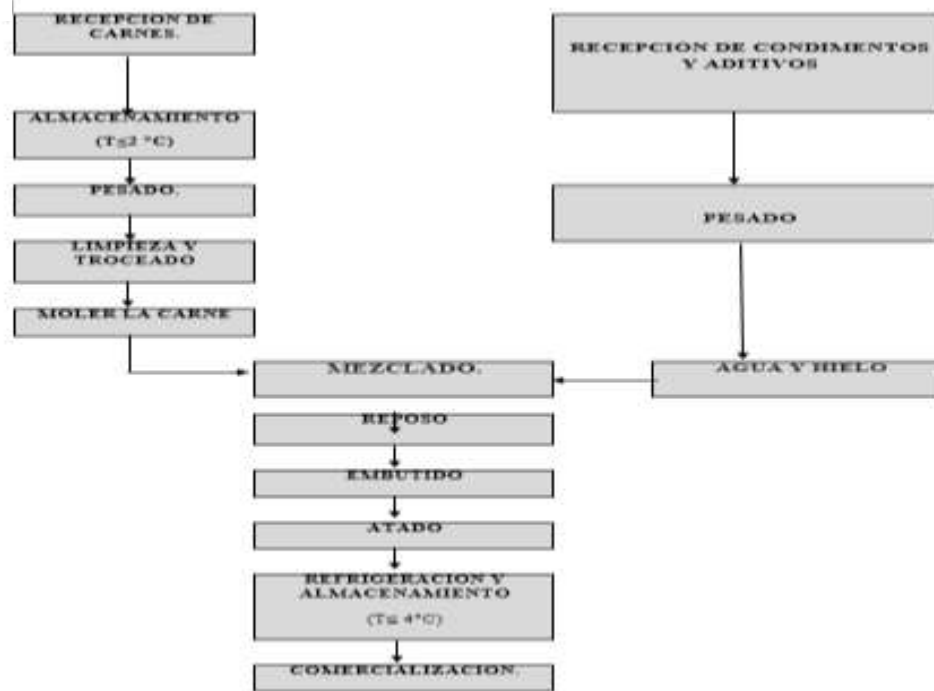 RECEPCION DE
CARNES.
ALMACENAMIENTO
(T≤2 °C)
PESADO.
LIMPIEZA Y
TROCEADO
MOLER LA CARNE
RECEPCIÓN DE CONDIMENTOS
Y ADITIVOS
PESADO
AGUA Y HIELO
MEZCLADO.
REPOSO
EMBUTIDO
ATADO
REFRIGERACION Y
ALMACENAMIENTO
(T≤ 4°C)
COMERCIALIZACION.